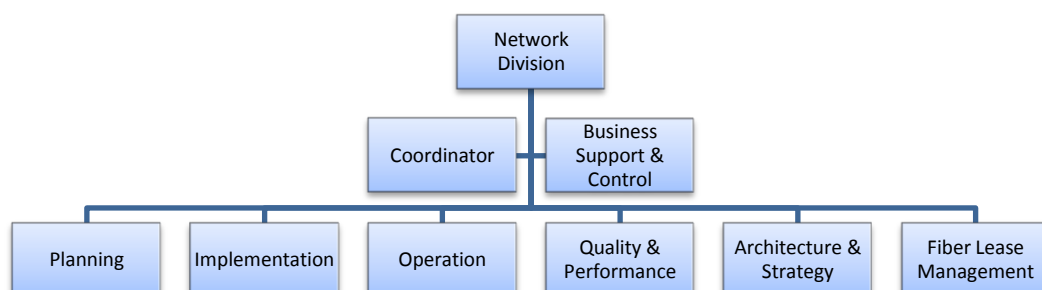 Network
Division
Coordinator
Business
Support &
Control
Planning
Implementation
Operation
Quality &
Performance
Architecture &
Strategy
Fiber Lease
Management